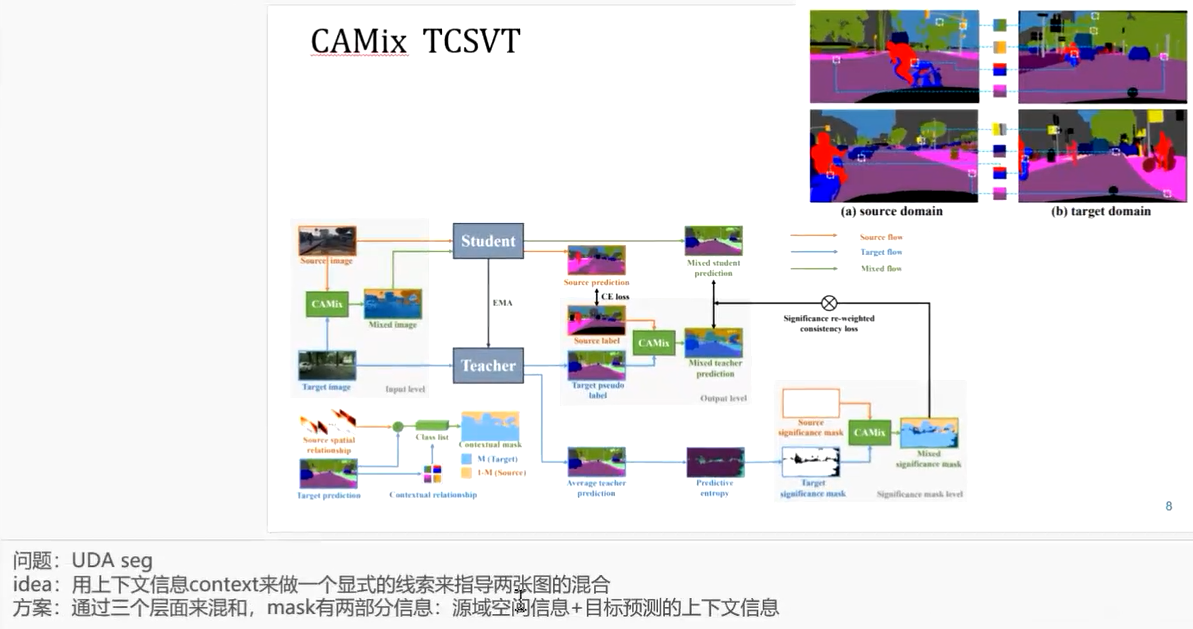 CAMix TCSVT
(a) source domain
(b) target domain
Source flow
Target flow
Mixed flow
Source image
CAMix
Mixed image
Target image
Input level
Student
EMA
Teacher
Source prediction
CE loss
Source label
Target pseudo
label
CAMix
Mixed student
prediction
Mixed teacher
prediction
Output level
Significance re-weighted
consistency loss
Source spatial
relationship
Class list
Contextual mask
M (Target)
1-M (Source)
Target prediction
Contextual relationship
Average teacher
prediction
Predictive
entropy
Source
significance mask
Target
significance mask
CAMix
Mixed
significance mask
Significance mask level
8
问题：UDA seg
idea：用上下文信息context来做一个显式的线索来指导两张图的混合
方案：通过三个层面来混和，mask有两部分信息：源域空间信息+目标预测的上下文信息